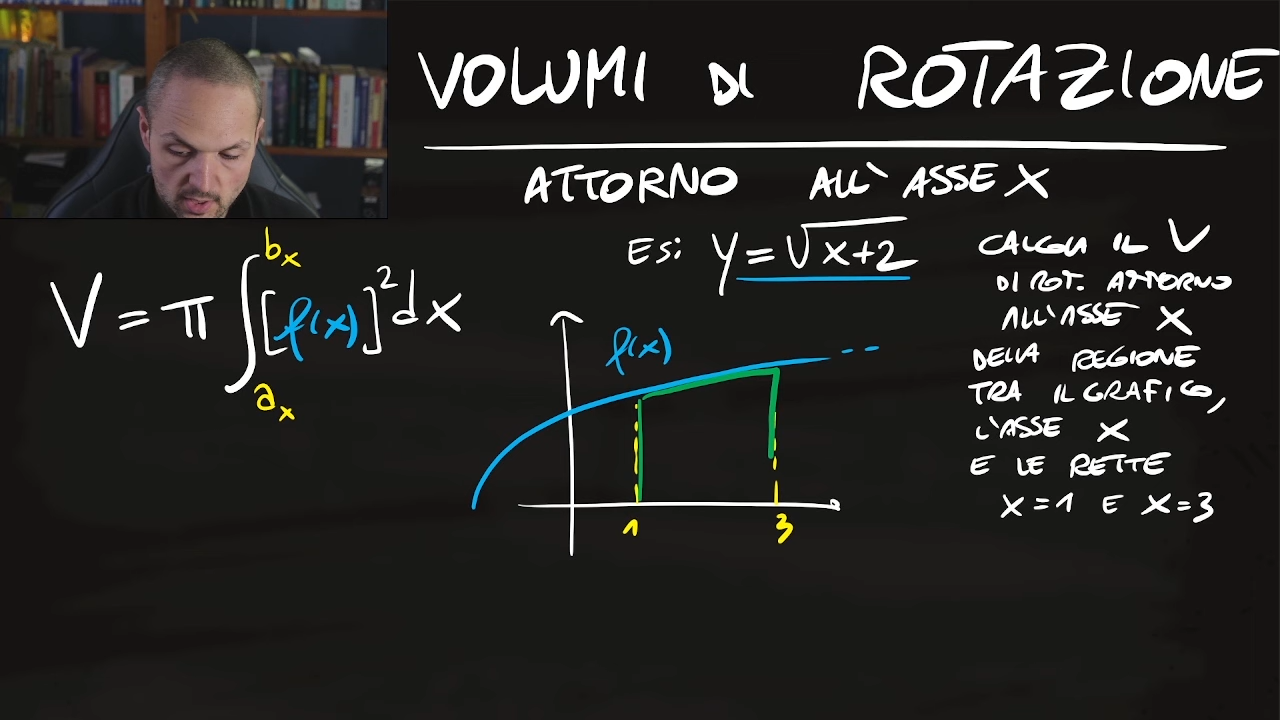 VOLUMI DI ROTAZIONE
ATTORNO ALL'ASSE X
V = π ∫ [f(x)]² dx
bx
ax
Es: y = √x+2
f(x)
1 3
CALCOLA IL V
DI ROT. ATTORNO
ALL'ASSE X
DELLA REGIONE
TRA IL GRAFICO,
L'ASSE X
E LE RETTE
X=1 E X=3